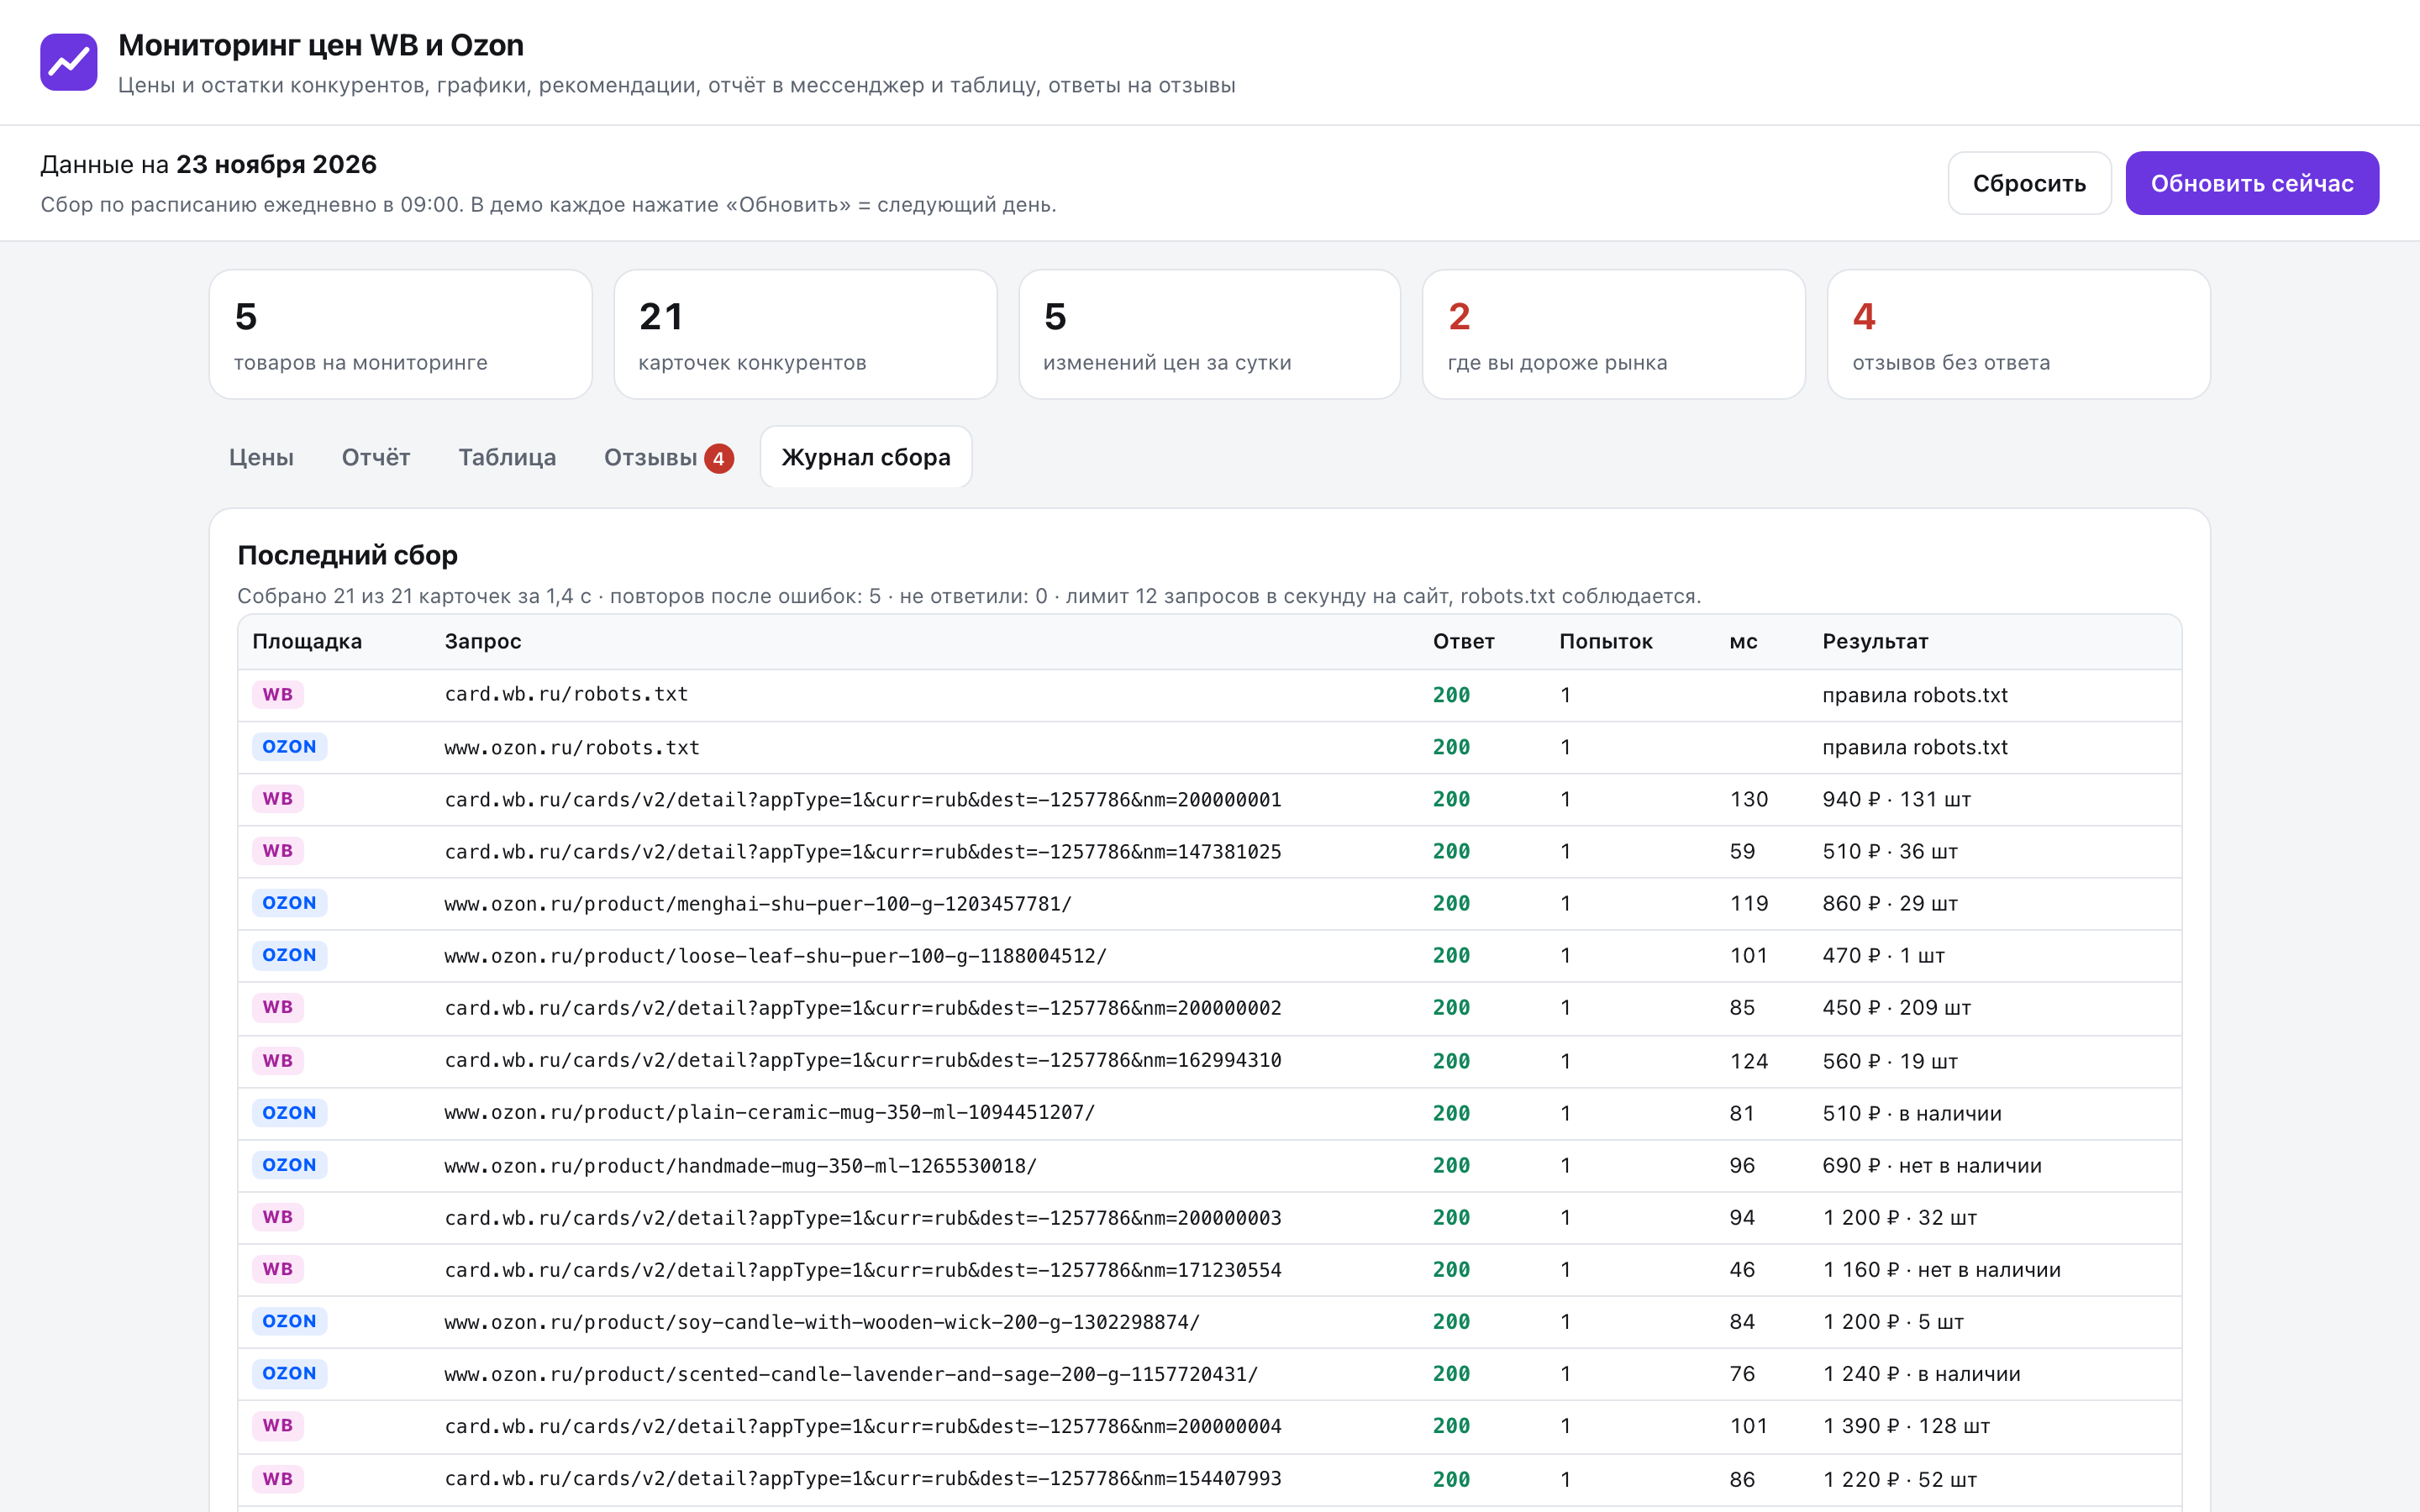 Мониторинг цен WB и Ozon
Цены и остатки конкурентов, графики, рекомендации, отчёт в мессенджер и таблицу, ответы на отзывы
Данные на 23 ноября 2026
Сбор по расписанию ежедневно в 09:00. В демо каждое нажатие «Обновить» = следующий день.
Сбросить
Обновить сейчас
5
товаров на мониторинге
21
карточек конкурентов
5
изменений цен за сутки
2
где вы дороже рынка
4
отзывов без ответа
Цены Отчёт Таблица Отзывы 4 Журнал сбора
Последний сбор
Собрано 21 из 21 карточек за 1,4 с · повторов после ошибок: 5 · не ответили: 0 · лимит 12 запросов в секунду на сайт, robots.txt соблюдается.
Площадка Запрос Ответ Попыток мс Результат
WB card.wb.ru/robots.txt 200 1 правила robots.txt
OZON www.ozon.ru/robots.txt 200 1 правила robots.txt
WB card.wb.ru/cards/v2/detail?appType=1&curr=rub&dest=-1257786&nm=200000001 200 1 130 940 ₽ · 131 шт
WB card.wb.ru/cards/v2/detail?appType=1&curr=rub&dest=-1257786&nm=147381025 200 1 59 510 ₽ · 36 шт
OZON www.ozon.ru/product/menghai-shu-puer-100-g-1203457781/ 200 1 119 860 ₽ · 29 шт
OZON www.ozon.ru/product/loose-leaf-shu-puer-100-g-1188004512/ 200 1 101 470 ₽ · 1 шт
WB card.wb.ru/cards/v2/detail?appType=1&curr=rub&dest=-1257786&nm=200000002 200 1 85 450 ₽ · 209 шт
WB card.wb.ru/cards/v2/detail?appType=1&curr=rub&dest=-1257786&nm=162994310 200 1 124 560 ₽ · 19 шт
OZON www.ozon.ru/product/plain-ceramic-mug-350-ml-1094451207/ 200 1 81 510 ₽ · в наличии
OZON www.ozon.ru/product/handmade-mug-350-ml-1265530018/ 200 1 96 690 ₽ · нет в наличии
WB card.wb.ru/cards/v2/detail?appType=1&curr=rub&dest=-1257786&nm=200000003 200 1 94 1 200 ₽ · 32 шт
WB card.wb.ru/cards/v2/detail?appType=1&curr=rub&dest=-1257786&nm=171230554 200 1 46 1 160 ₽ · нет в наличии
OZON www.ozon.ru/product/soy-candle-with-wooden-wick-200-g-1302298874/ 200 1 84 1 200 ₽ · 5 шт
OZON www.ozon.ru/product/scented-candle-lavender-and-sage-200-g-1157720431/ 200 1 76 1 240 ₽ · в наличии
WB card.wb.ru/cards/v2/detail?appType=1&curr=rub&dest=-1257786&nm=200000004 200 1 101 1 390 ₽ · 128 шт
WB card.wb.ru/cards/v2/detail?appType=1&curr=rub&dest=-1257786&nm=154407993 200 1 86 1 220 ₽ · 52 шт